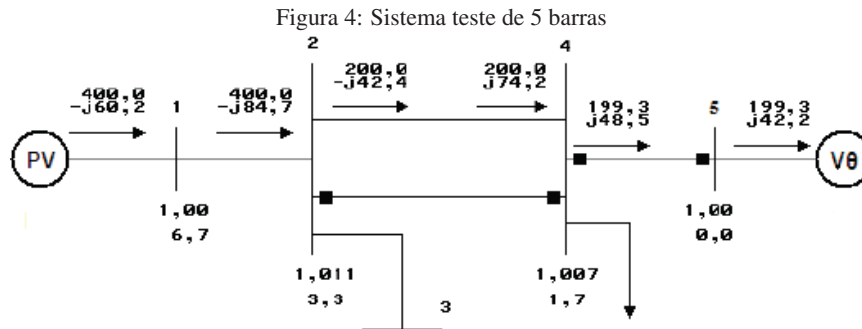 Figura 4: Sistema teste de 5 barras
2
4
400,0
-j60,2
1
400,0
-j84,7
200,0
-j42,4
200,0
j74,2
199,3
j48,5
5
199,3
j42,2
PV
Vθ
1,00
6,7
1,00
0,0
1,011
3,3
3
1,007
1,7